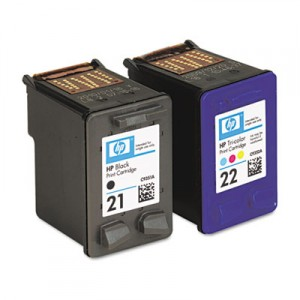 hp
HP Black
Print Cartridge
21
hp
HP Tri-color
Print Cartridge
22